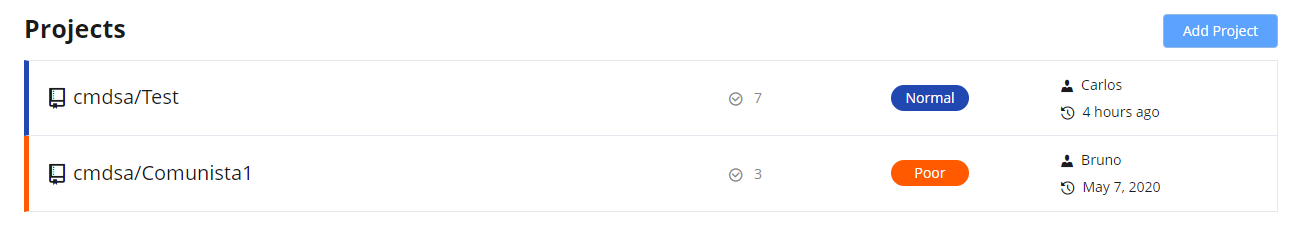 Projects
Add Project
cmdsa/Test
7
Normal
Carlos
4 hours ago
cmdsa/Comunista1
3
Poor
Bruno
May 7, 2020